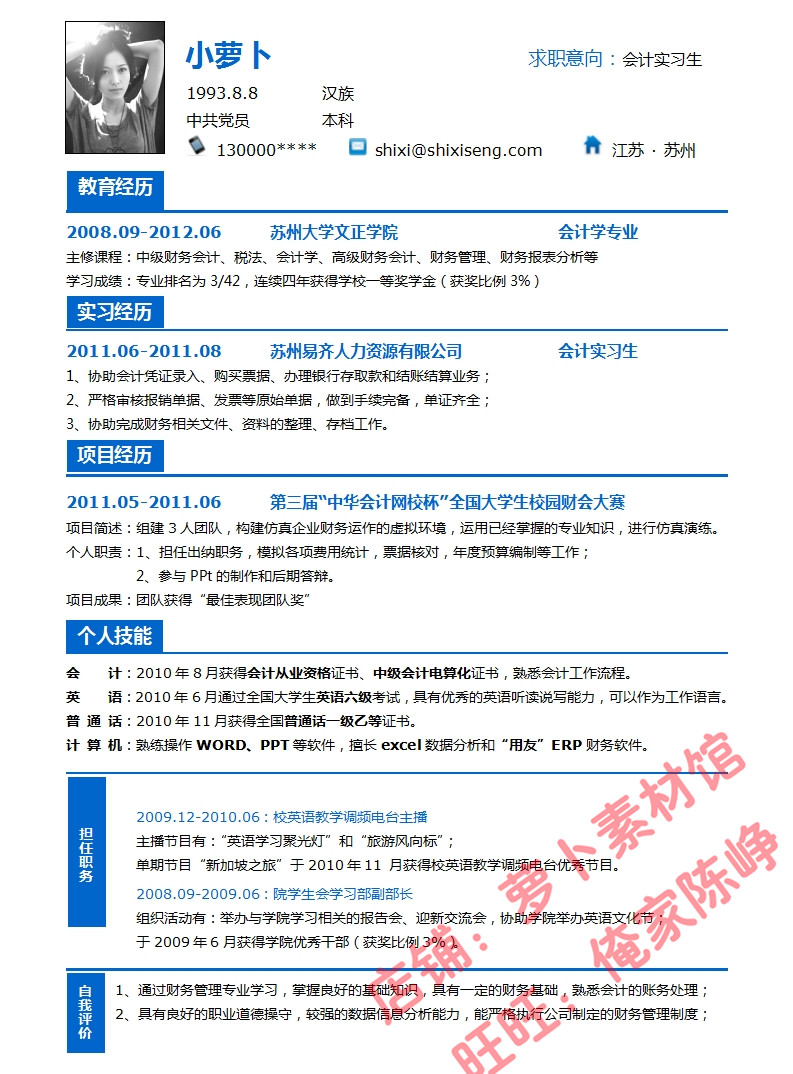 小萝卜
求职意向：会计实习生
1993.8.8 汉族
中共党员 本科
130000**** shixi@shixiseng.com 江苏 · 苏州
教育经历
2008.09-2012.06 苏州大学文正学院 会计学专业
主修课程：中级财务会计、税法、会计学、高级财务会计、财务管理、财务报表分析等
学习成绩：专业排名为 3/42，连续四年获得学校一等奖学金（获奖比例 3%）
实习经历
2011.06-2011.08 苏州易齐人力资源有限公司 会计实习生
1、协助会计凭证录入、购买票据、办理银行存取款和结账结算业务；
2、严格审核报销单据、发票等原始单据，做到手续完备，单证齐全；
3、协助完成财务相关文件、资料的整理、存档工作。
项目经历
2011.05-2011.06 第三届“中华会计网校杯”全国大学生校园财会大赛
项目简述：组建 3 人团队，构建仿真企业财务运作的虚拟环境，运用已经掌握的专业知识，进行仿真演练。
个人职责：1、担任出纳职务，模拟各项费用统计，票据核对，年度预算编制等工作；
2、参与 PPt 的制作和后期答辩。
项目成果：团队获得“最佳表现团队奖”
个人技能
会 计：2010 年 8 月获得会计从业资格证书、中级会计电算化证书，熟悉会计工作流程。
英 语：2010 年 6 月通过全国大学生英语六级考试，具有优秀的英语听读说写能力，可以作为工作语言。
普 通 话：2010 年 11 月获得全国普通话一级乙等证书。
计 算 机：熟练操作 WORD、PPT 等软件，擅长 excel 数据分析和“用友”ERP 财务软件。
担任职务
2009.12-2010.06：校英语教学调频电台主播
主播节目有：“英语学习聚光灯”和“旅游风向标”；
单期节目“新加坡之旅”于 2010 年 11 月获得校英语教学调频电台优秀节目。
2008.09-2009.06：院学生会学习部副部长
组织活动有：举办与学院学习相关的报告会、迎新交流会，协助学院举办英语文化节；
于 2009 年 6 月获得学院优秀干部（获奖比例 3%）。
自我评价
1、通过财务管理专业学习，掌握良好的基础知识，具有一定的财务基础，熟悉会计的账务处理；
2、具有良好的职业道德操守，较强的数据信息分析能力，能严格执行公司制定的财务管理制度；
店铺：萝卜素材馆
旺旺：俺家陈峥